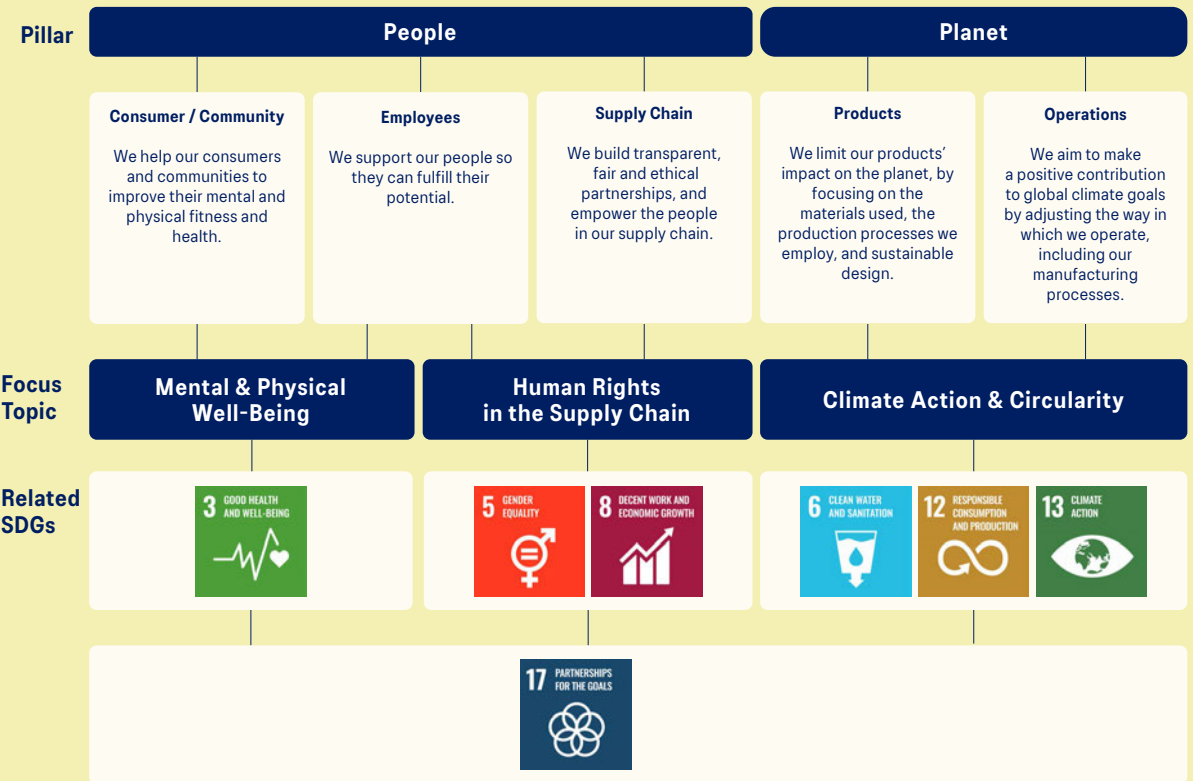 Pillar
People
Planet
Consumer / Community
We help our consumers
and communities to
improve their mental and
physical fitness and
health.
Employees
We support our people so
they can fulfill their
potential.
Supply Chain
We build transparent,
fair and ethical
partnerships, and
empower the people
in our supply chain.
Products
We limit our products’
impact on the planet, by
focusing on the
materials used, the
production processes we
employ, and sustainable
design.
Operations
We aim to make
a positive contribution
to global climate goals
by adjusting the way in
which we operate,
including our
manufacturing
processes.
Focus
Topic
Mental & Physical
Well-Being
Human Rights
in the Supply Chain
Climate Action & Circularity
Related
SDGs
3 GOOD HEALTH
AND WELL-BEING
5 GENDER
EQUALITY
8 DECENT WORK AND
ECONOMIC GROWTH
6 CLEAN WATER
AND SANITATION
12 RESPONSIBLE
CONSUMPTION
AND PRODUCTION
13 CLIMATE
ACTION
17 PARTNERSHIPS
FOR THE GOALS